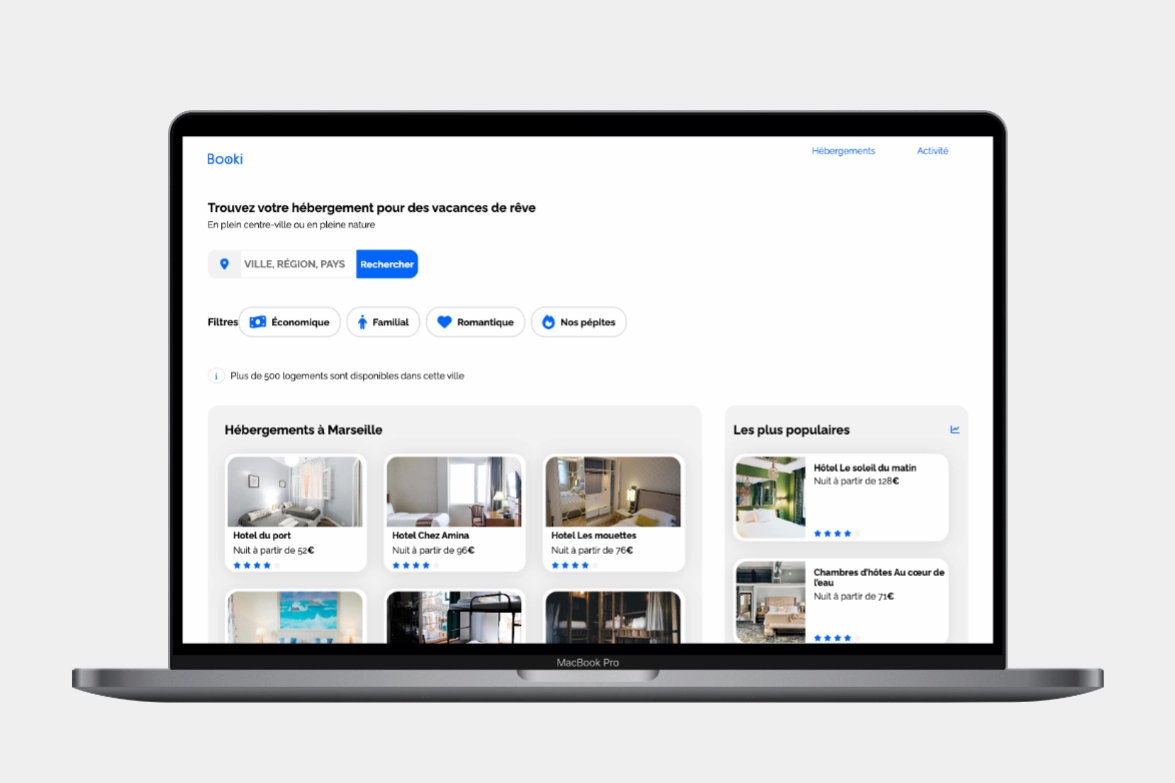 Booki
Hébergements
Activité
Trouvez votre hébergement pour des vacances de rêve
En plein centre-ville ou en pleine nature
VILLE, RÉGION, PAYS
Rechercher
Filtres
Économique
Familial
Romantique
Nos pépites
i
Plus de 500 logements sont disponibles dans cette ville
Hébergements à Marseille
Hotel du port
Nuit à partir de 52€
Hotel Chez Amina
Nuit à partir de 96€
Hotel Les mouettes
Nuit à partir de 76€
Les plus populaires
Hôtel Le soleil du matin
Nuit à partir de 128€
Chambres d'hôtes Au cœur de
l'eau
Nuit à partir de 71€
MacBook Pro